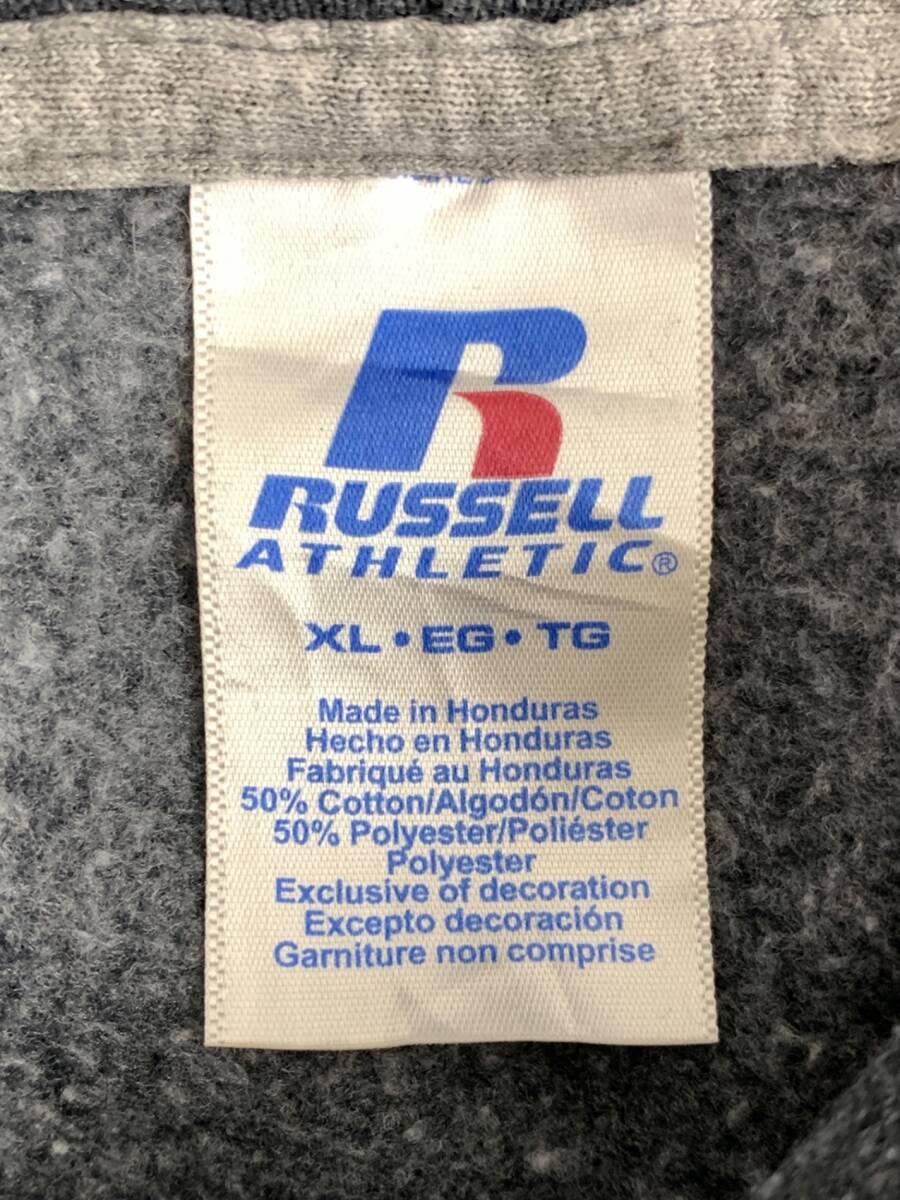 RUSSELL
ATHLETIC®
XL • EG • TG
Made in Honduras
Hecho en Honduras
Fabriqué au Honduras
50% Cotton/Algodón/Coton
50% Polyester/Poliéster
Polyester
Exclusive of decoration
Excepto decoración
Garniture non comprise